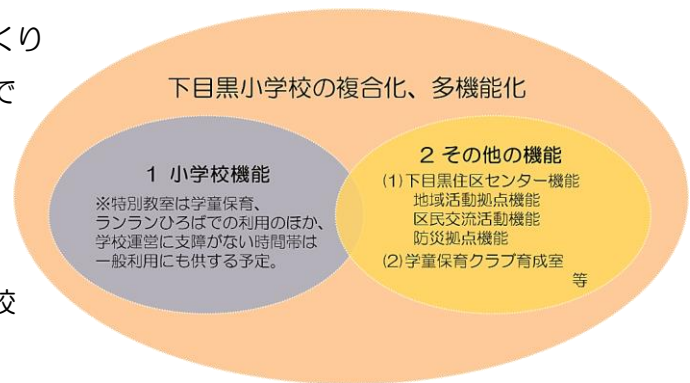 くり
で
校
下目黒小学校の複合化、多機能化
1 小学校機能
※特別教室は学童保育、
ランランひろばでの利用のほか、
学校運営に支障がない時間帯は
一般利用にも供する予定。
2 その他の機能
(1)下目黒住区センター機能
地域活動拠点機能
区民交流活動機能
防災拠点機能
(2)学童保育クラブ育成室
等